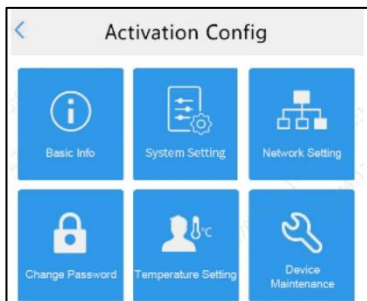 Activation Config
Basic Info
System Setting
Network Setting
Change Password
Temperature Setting
°C
Device
Maintenance